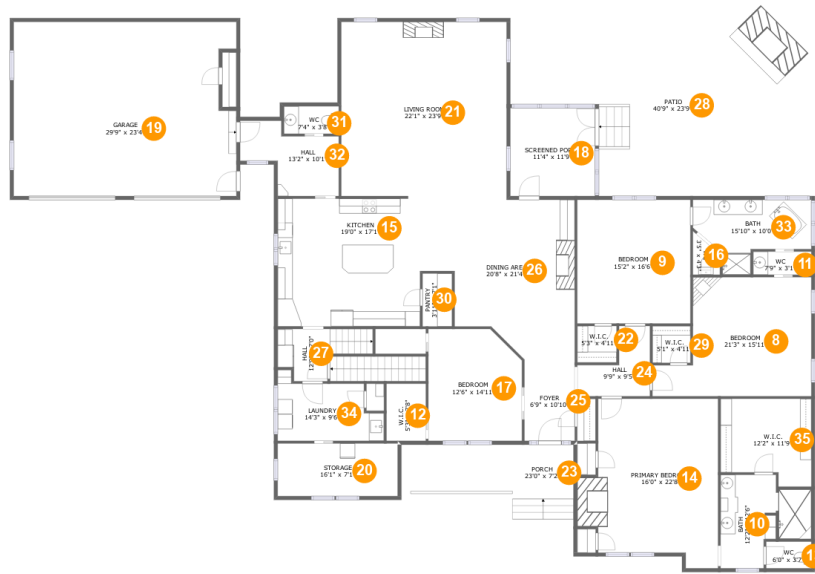 GARAGE
29'9" x 23'4
19
WC
7'4" x 3'8
31
HALL
13'2" x 10'1
32
LIVING ROO
22'1" x 23'9
21
PATIO
40'9" x 23'9
28
SCREENED PO
11'4" x 11'9
18
KITCHEN
19'0" x 17'1
15
DINING ARE
20'8" x 21'4
26
PANTRY
30
BEDROOM
15'2" x 16'6
9
BATH
15'10" x 10'0
33
16
WC
7'9" x 3'1
11
BEDROOM
21'3" x 15'11
8
W.I.C.
5'3" x 4'11
22
W.I.C.
5'1" x 4'11
29
HALL
9'9" x 9'5
24
HALL
27
BEDROOM
12'6" x 14'11
17
FOYER
6'9" x 10'10
25
LAUNDRY
14'3" x 9'6
34
W.I.C.
12
STORAGE
16'1" x 7'1
20
PORCH
23'0" x 7'2
23
PRIMARY BEDR
16'0" x 22'8
14
W.I.C.
12'2" x 11'9
35
BATH
10
WC
6'0" x 3'2
1